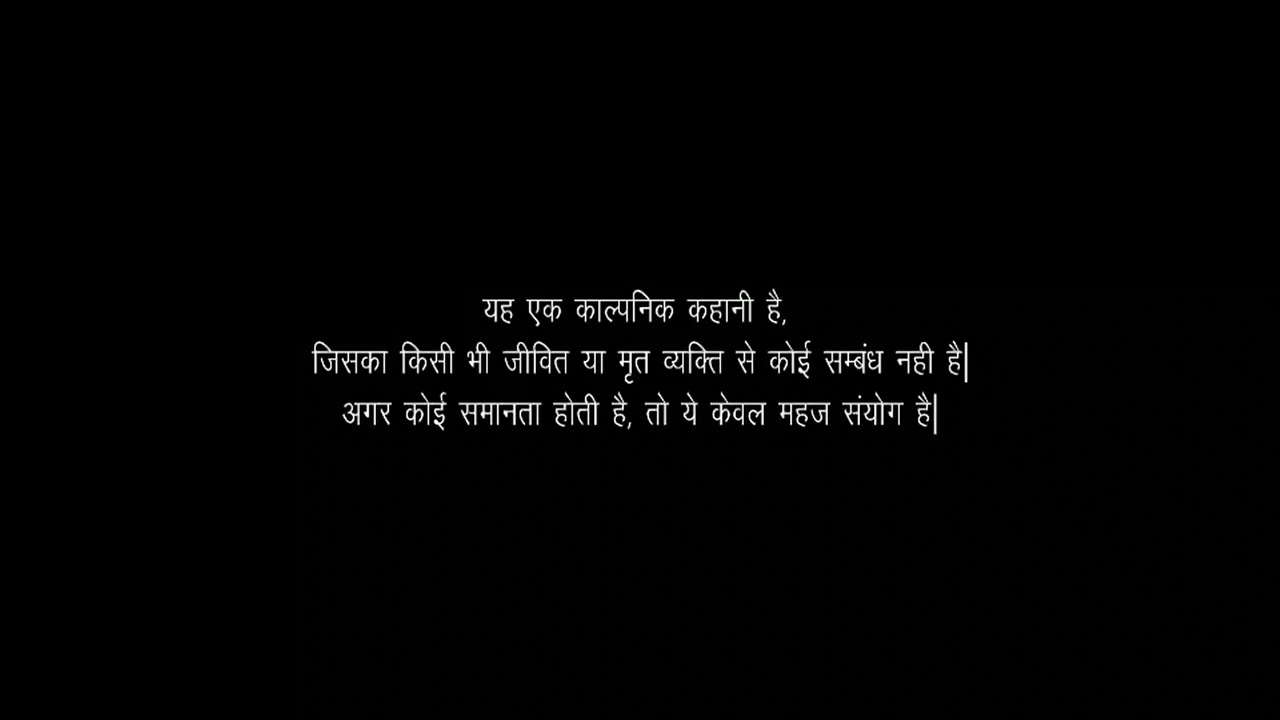 यह एक काल्पनिक कहानी है,
जिसका किसी भी जीवित या मृत व्यक्ति से कोई सम्बंध नही है|
अगर कोई समानता होती है, तो ये केवल महज संयोग है|